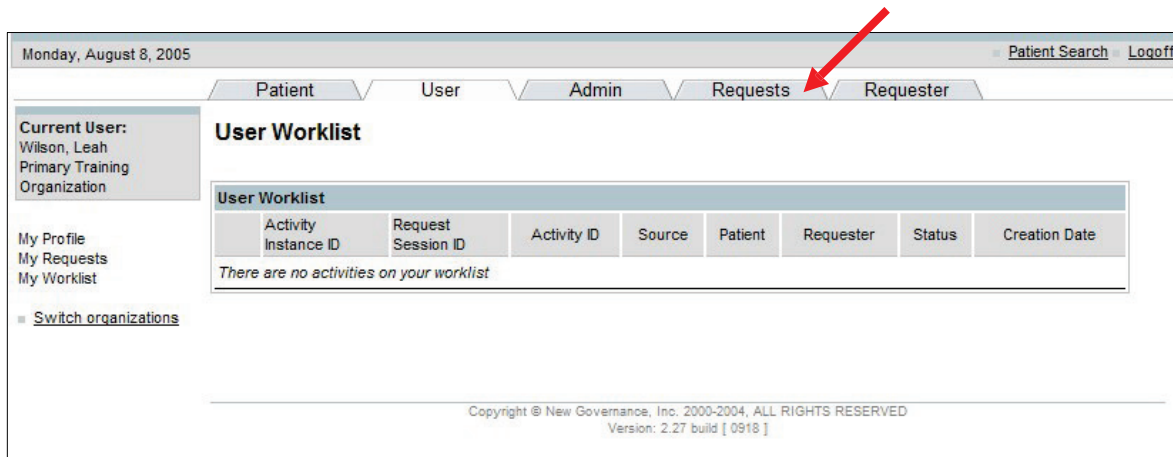 Monday, August 8, 2005
Patient Search Logoff
Patient User Admin Requests Requester
Current User:
Wilson, Leah
Primary Training
Organization
My Profile
My Requests
My Worklist
Switch organizations
User Worklist
User Worklist
Activity Instance ID Request Session ID Activity ID Source Patient Requester Status Creation Date
There are no activities on your worklist
Copyright © New Governance, Inc. 2000-2004, ALL RIGHTS RESERVED
Version: 2.27 build [ 0918 ]